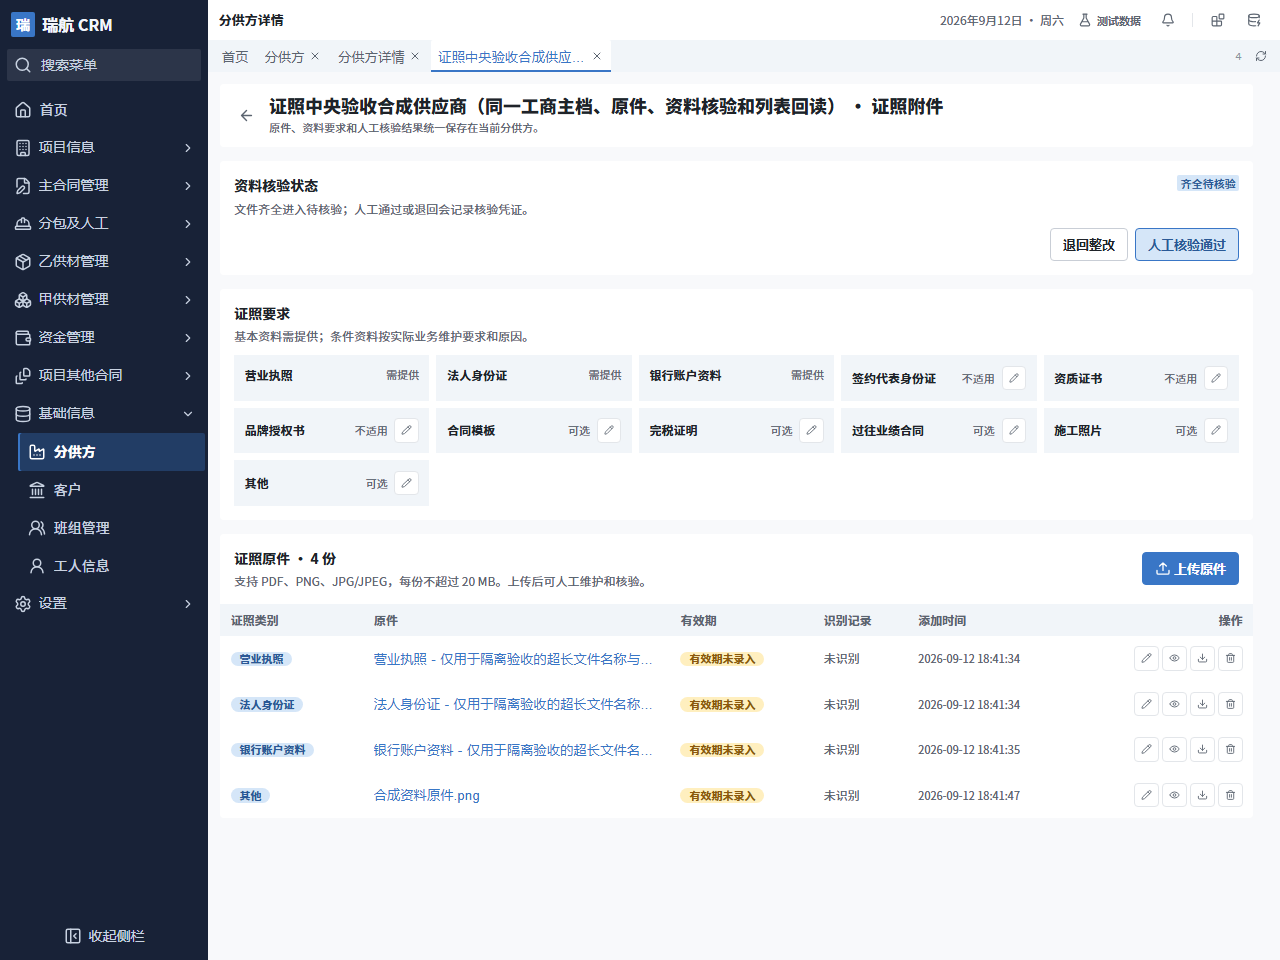 瑞 瑞航 CRM
搜索菜单
首页
项目信息
主合同管理
分包及人工
乙供材管理
甲供材管理
资金管理
项目其他合同
基础信息
分供方
客户
班组管理
工人信息
设置
收起侧栏
分供方详情
2026年9月12日 · 周六 测试数据
首页 分供方 分供方详情 证照中央验收合成供应... 4
证照中央验收合成供应商（同一工商主档、原件、资料核验和列表回读） · 证照附件
原件、资料要求和人工核验结果统一保存在当前分供方。
资料核验状态 齐全待核验
文件齐全进入待核验；人工通过或退回会记录核验凭证。
退回整改 人工核验通过
证照要求
基本资料需提供；条件资料按实际业务维护要求和原因。
营业执照 需提供 法人身份证 需提供 银行账户资料 需提供 签约代表身份证 不适用 资质证书 不适用
品牌授权书 不适用 合同模板 可选 完税证明 可选 过往业绩合同 可选 施工照片 可选
其他 可选
证照原件 · 4 份
支持 PDF、PNG、JPG/JPEG，每份不超过 20 MB。上传后可人工维护和核验。
上传原件
证照类别 原件 有效期 识别记录 添加时间 操作
营业执照 营业执照 - 仅用于隔离验收的超长文件名称与... 有效期未录入 未识别 2026-09-12 18:41:34
法人身份证 法人身份证 - 仅用于隔离验收的超长文件名称... 有效期未录入 未识别 2026-09-12 18:41:34
银行账户资料 银行账户资料 - 仅用于隔离验收的超长文件名... 有效期未录入 未识别 2026-09-12 18:41:35
其他 合成资料原件.png 有效期未录入 未识别 2026-09-12 18:41:47